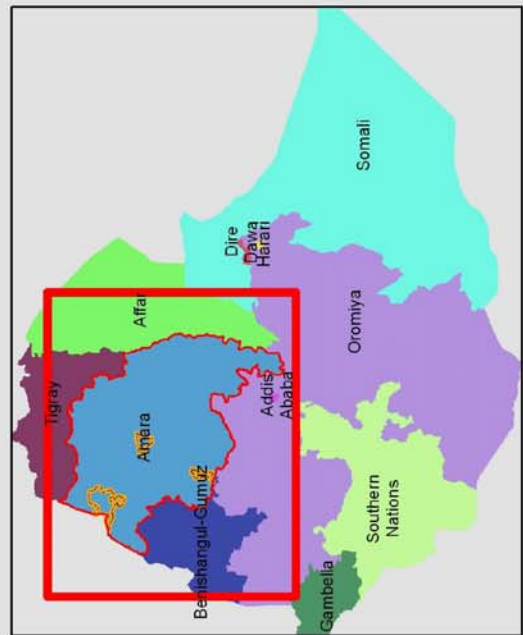 Tigray
Affar
Amara
Benishangul-Gumuz
Dire
Dawa
Harari
Addis
Ababa
Somali
Oromiya
Southern
Nations
Gambella